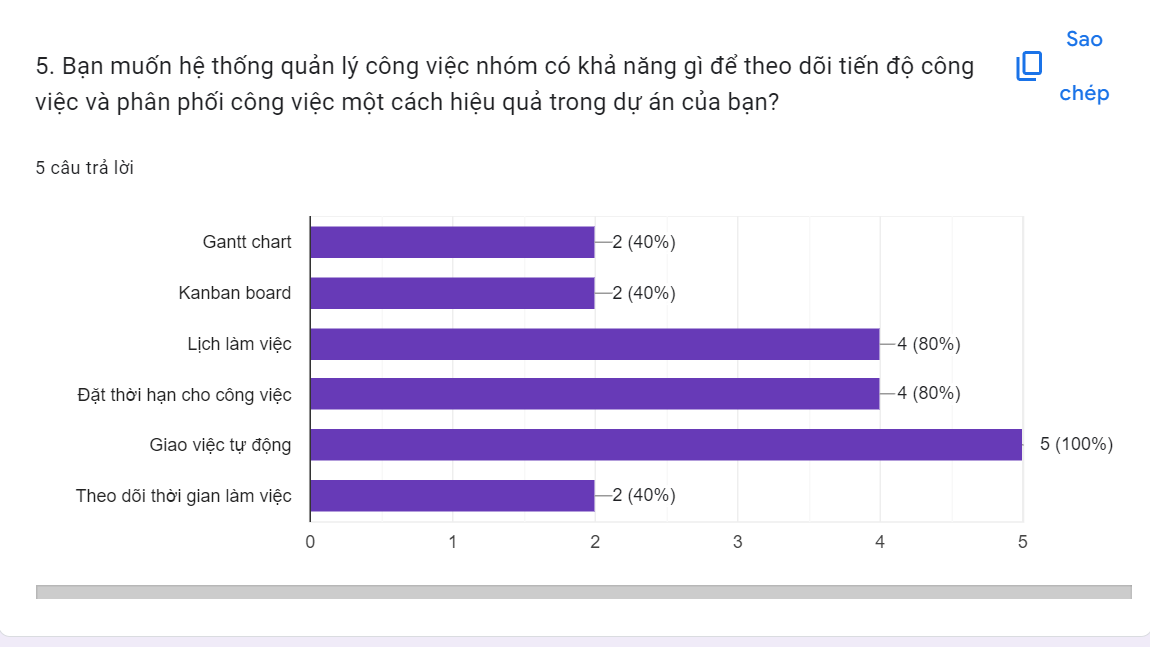 5. Bạn muốn hệ thống quản lý công việc nhóm có khả năng gì để theo dõi tiến độ công
việc và phân phối công việc một cách hiệu quả trong dự án của bạn?
Sao
chép
5 câu trả lời
Gantt chart
2 (40%)
Kanban board
2 (40%)
Lịch làm việc
4 (80%)
Đặt thời hạn cho công việc
4 (80%)
Giao việc tự động
5 (100%)
Theo dõi thời gian làm việc
2 (40%)
0 1 2 3 4 5